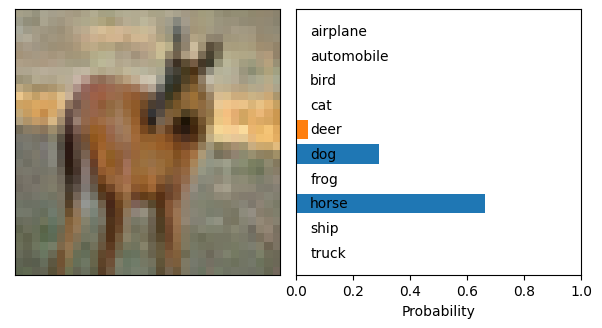 airplane
automobile
bird
cat
deer
dog
frog
horse
ship
truck
0.0 0.2 0.4 0.6 0.8 1.0
Probability